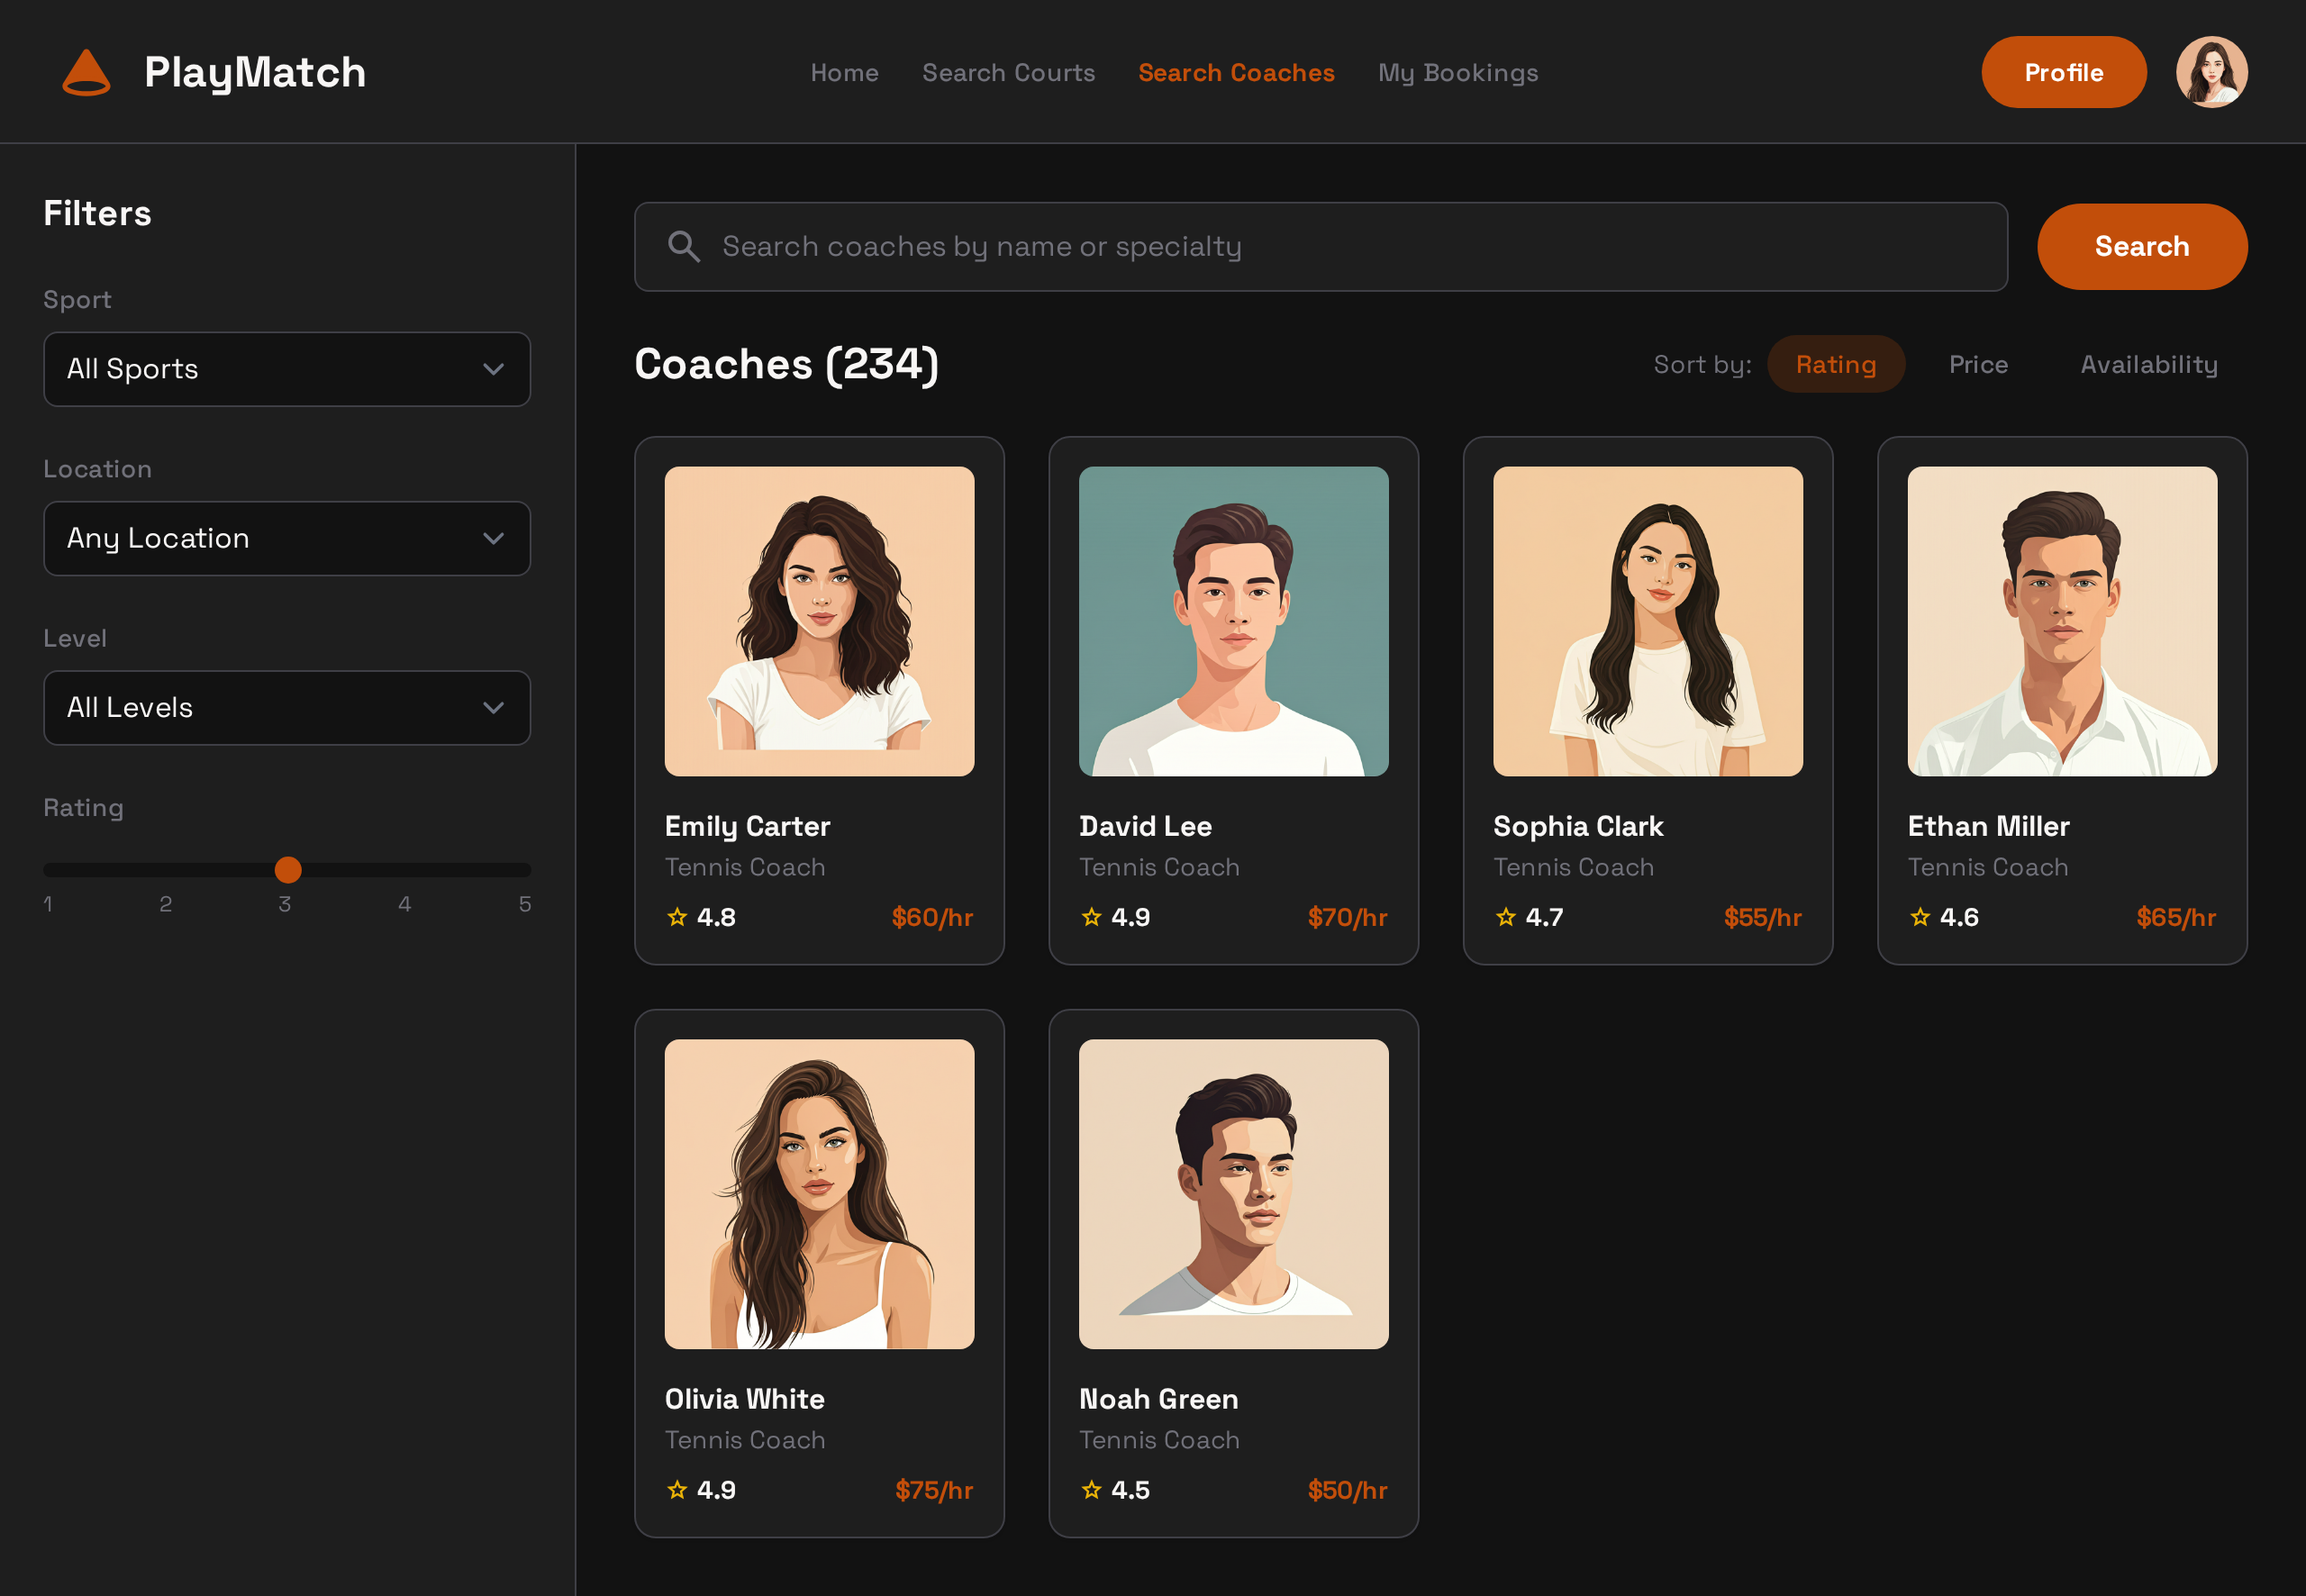 PlayMatch
Home
Search Courts
Search Coaches
My Bookings
Profile
Filters
Sport
All Sports
Location
Any Location
Level
All Levels
Rating
1 2 3 4 5
Search coaches by name or specialty
Search
Coaches (234)
Sort by: Rating Price Availability
Emily Carter
Tennis Coach
4.8 $60/hr
David Lee
Tennis Coach
4.9 $70/hr
Sophia Clark
Tennis Coach
4.7 $55/hr
Ethan Miller
Tennis Coach
4.6 $65/hr
Olivia White
Tennis Coach
4.9 $75/hr
Noah Green
Tennis Coach
4.5 $50/hr